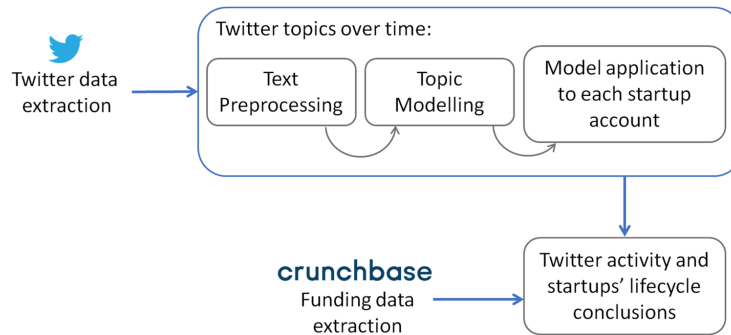 Twitter topics over time:
Twitter data
extraction
Text
Preprocessing
Topic
Modelling
Model application
to each startup
account
crunchbase
Funding data
extraction
Twitter activity and
startups' lifecycle
conclusions